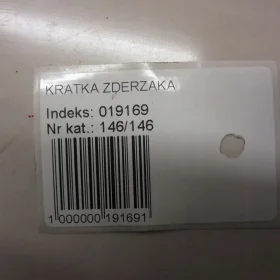 KRATKA ZDERZAKA
Indeks: 019169
Nr kat.: 146/146
1 000000 191691